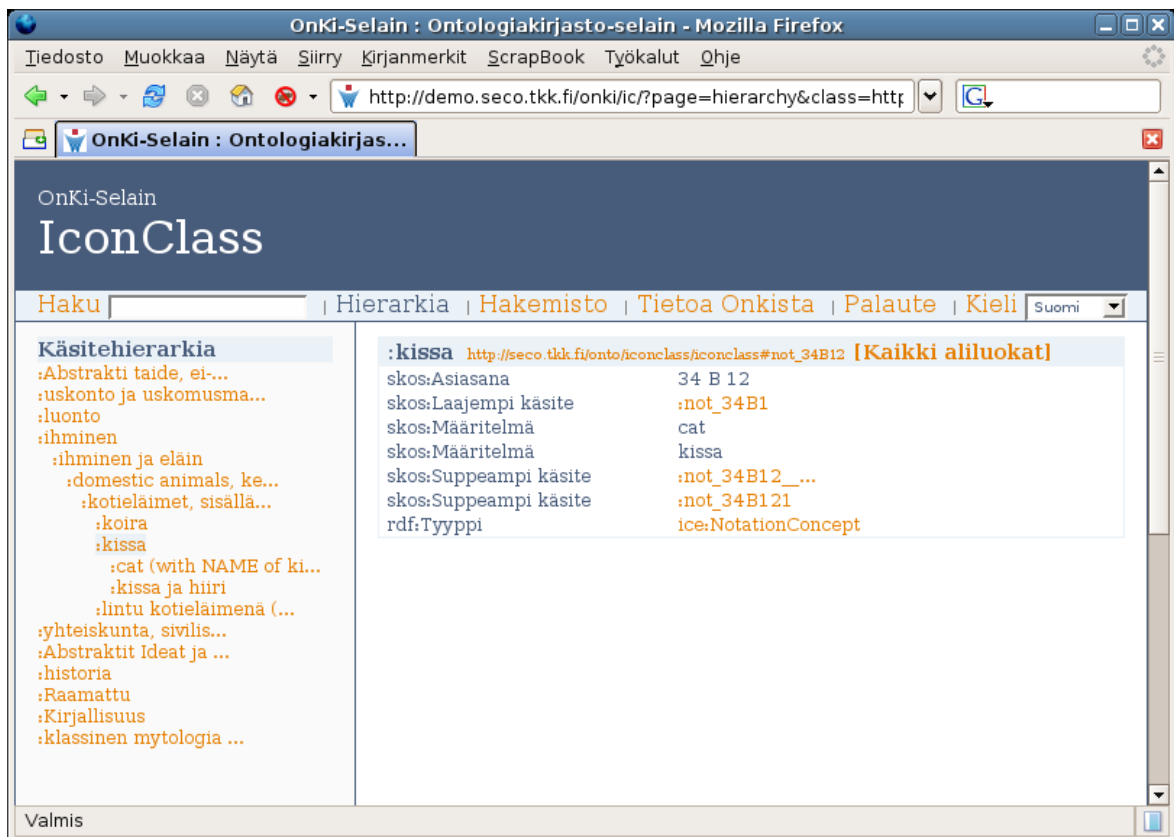 OnKi-Selain : Ontologiakirjasto-selain - Mozilla Firefox
Tiedosto Muokkaa Näytä Siirry Kirjanmerkit ScrapBook Työkalut Ohje
http://demo.seco.tkk.fi/onki/ic/?page=hierarchy&class=http
G
OnKi-Selain : Ontologiakirjas...
OnKi-Selain
IconClass
Haku | Hierarkia | Hakemisto | Tietoa Onkista | Palaute | Kieli Suomi
Käsitehierarkia
:Abstrakti taide, ei-...
:uskonto ja uskomusma...
:luonto
:ihminen
:ihminen ja eläin
:domestic animals, ke...
:kotieläimet, sisällä...
:koira
:kissa
:cat (with NAME of ki...
:kissa ja hiiri
:lintu kotieläimenä (...
:yhteiskunta, sivilis...
:Abstraktit Ideat ja ...
:historia
:Raamattu
:Kirjallisuus
:klassinen mytologia ...
:kissa http://seco.tkk.fi/onto/iconclass/iconclass#not_34B12 [Kaikki aliluokat]
skos:Asiasana 34 B 12
skos:Laajempi käsite :not_34B1
skos:Määritelmä cat
skos:Määritelmä kissa
skos:Suppeampi käsite :not_34B12__...
skos:Suppeampi käsite :not_34B121
rdf:Tyyppi ice:NotationConcept
Valmis